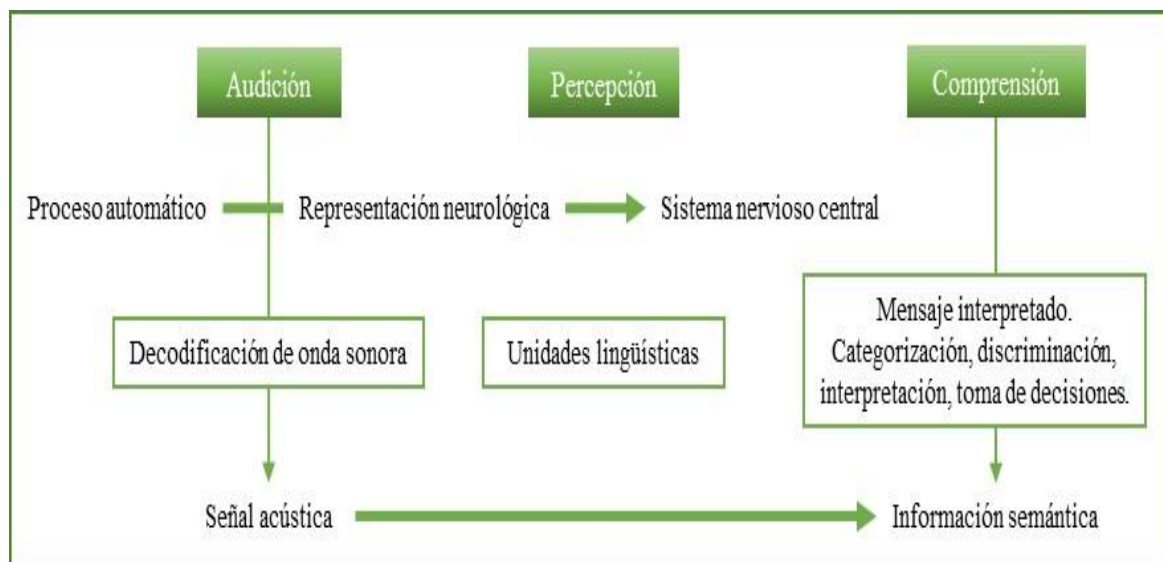 Audición
Percepción
Comprensión
Proceso automático
Representación neurológica
Sistema nervioso central
Decodificación de onda sonora
Unidades lingüísticas
Mensaje interpretado.
Categorización, discriminación,
interpretación, toma de decisiones.
Señal acústica
Información semántica